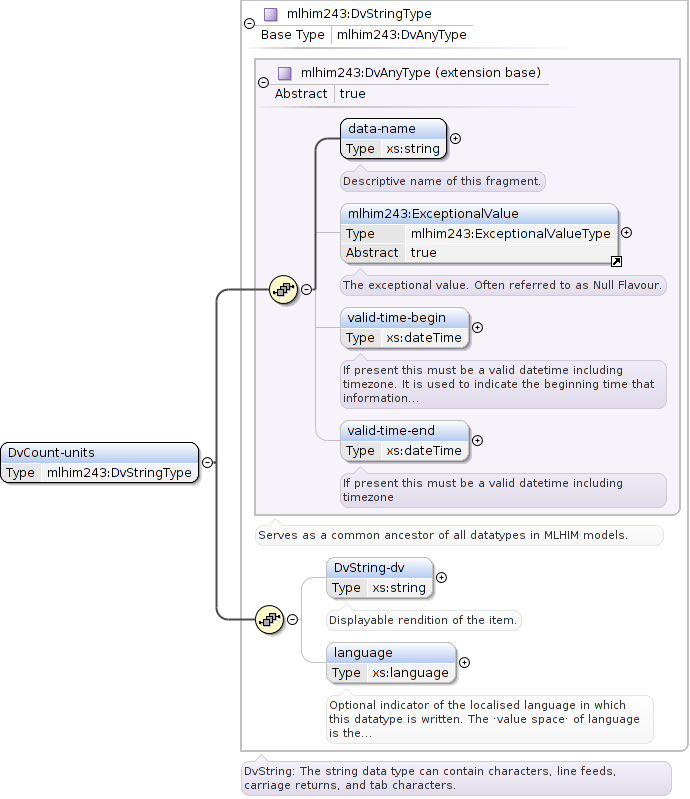 mlhim243:DvStringType
Base Type mlhim243:DvAnyType
mlhim243:DvAnyType (extension base)
Abstract true
data-name
Type xs:string
Descriptive name of this fragment.
mlhim243:ExceptionalValue
Type mlhim243:ExceptionalValueType
Abstract true
The exceptional value. Often referred to as Null Flavour.
valid-time-begin
Type xs:dateTime
If present this must be a valid datetime including
timezone. It is used to indicate the beginning time that
information...
valid-time-end
Type xs:dateTime
If present this must be a valid datetime including
timezone
DvCount-units
Type mlhim243:DvStringType
Serves as a common ancestor of all datatypes in MLHIM models.
DvString-dv
Type xs:string
Displayable rendition of the item.
language
Type xs:language
Optional indicator of the localised language in which
this datatype is written. The ·value space· of language
is the...
DvString: The string data type can contain characters, line feeds,
carriage returns, and tab characters.